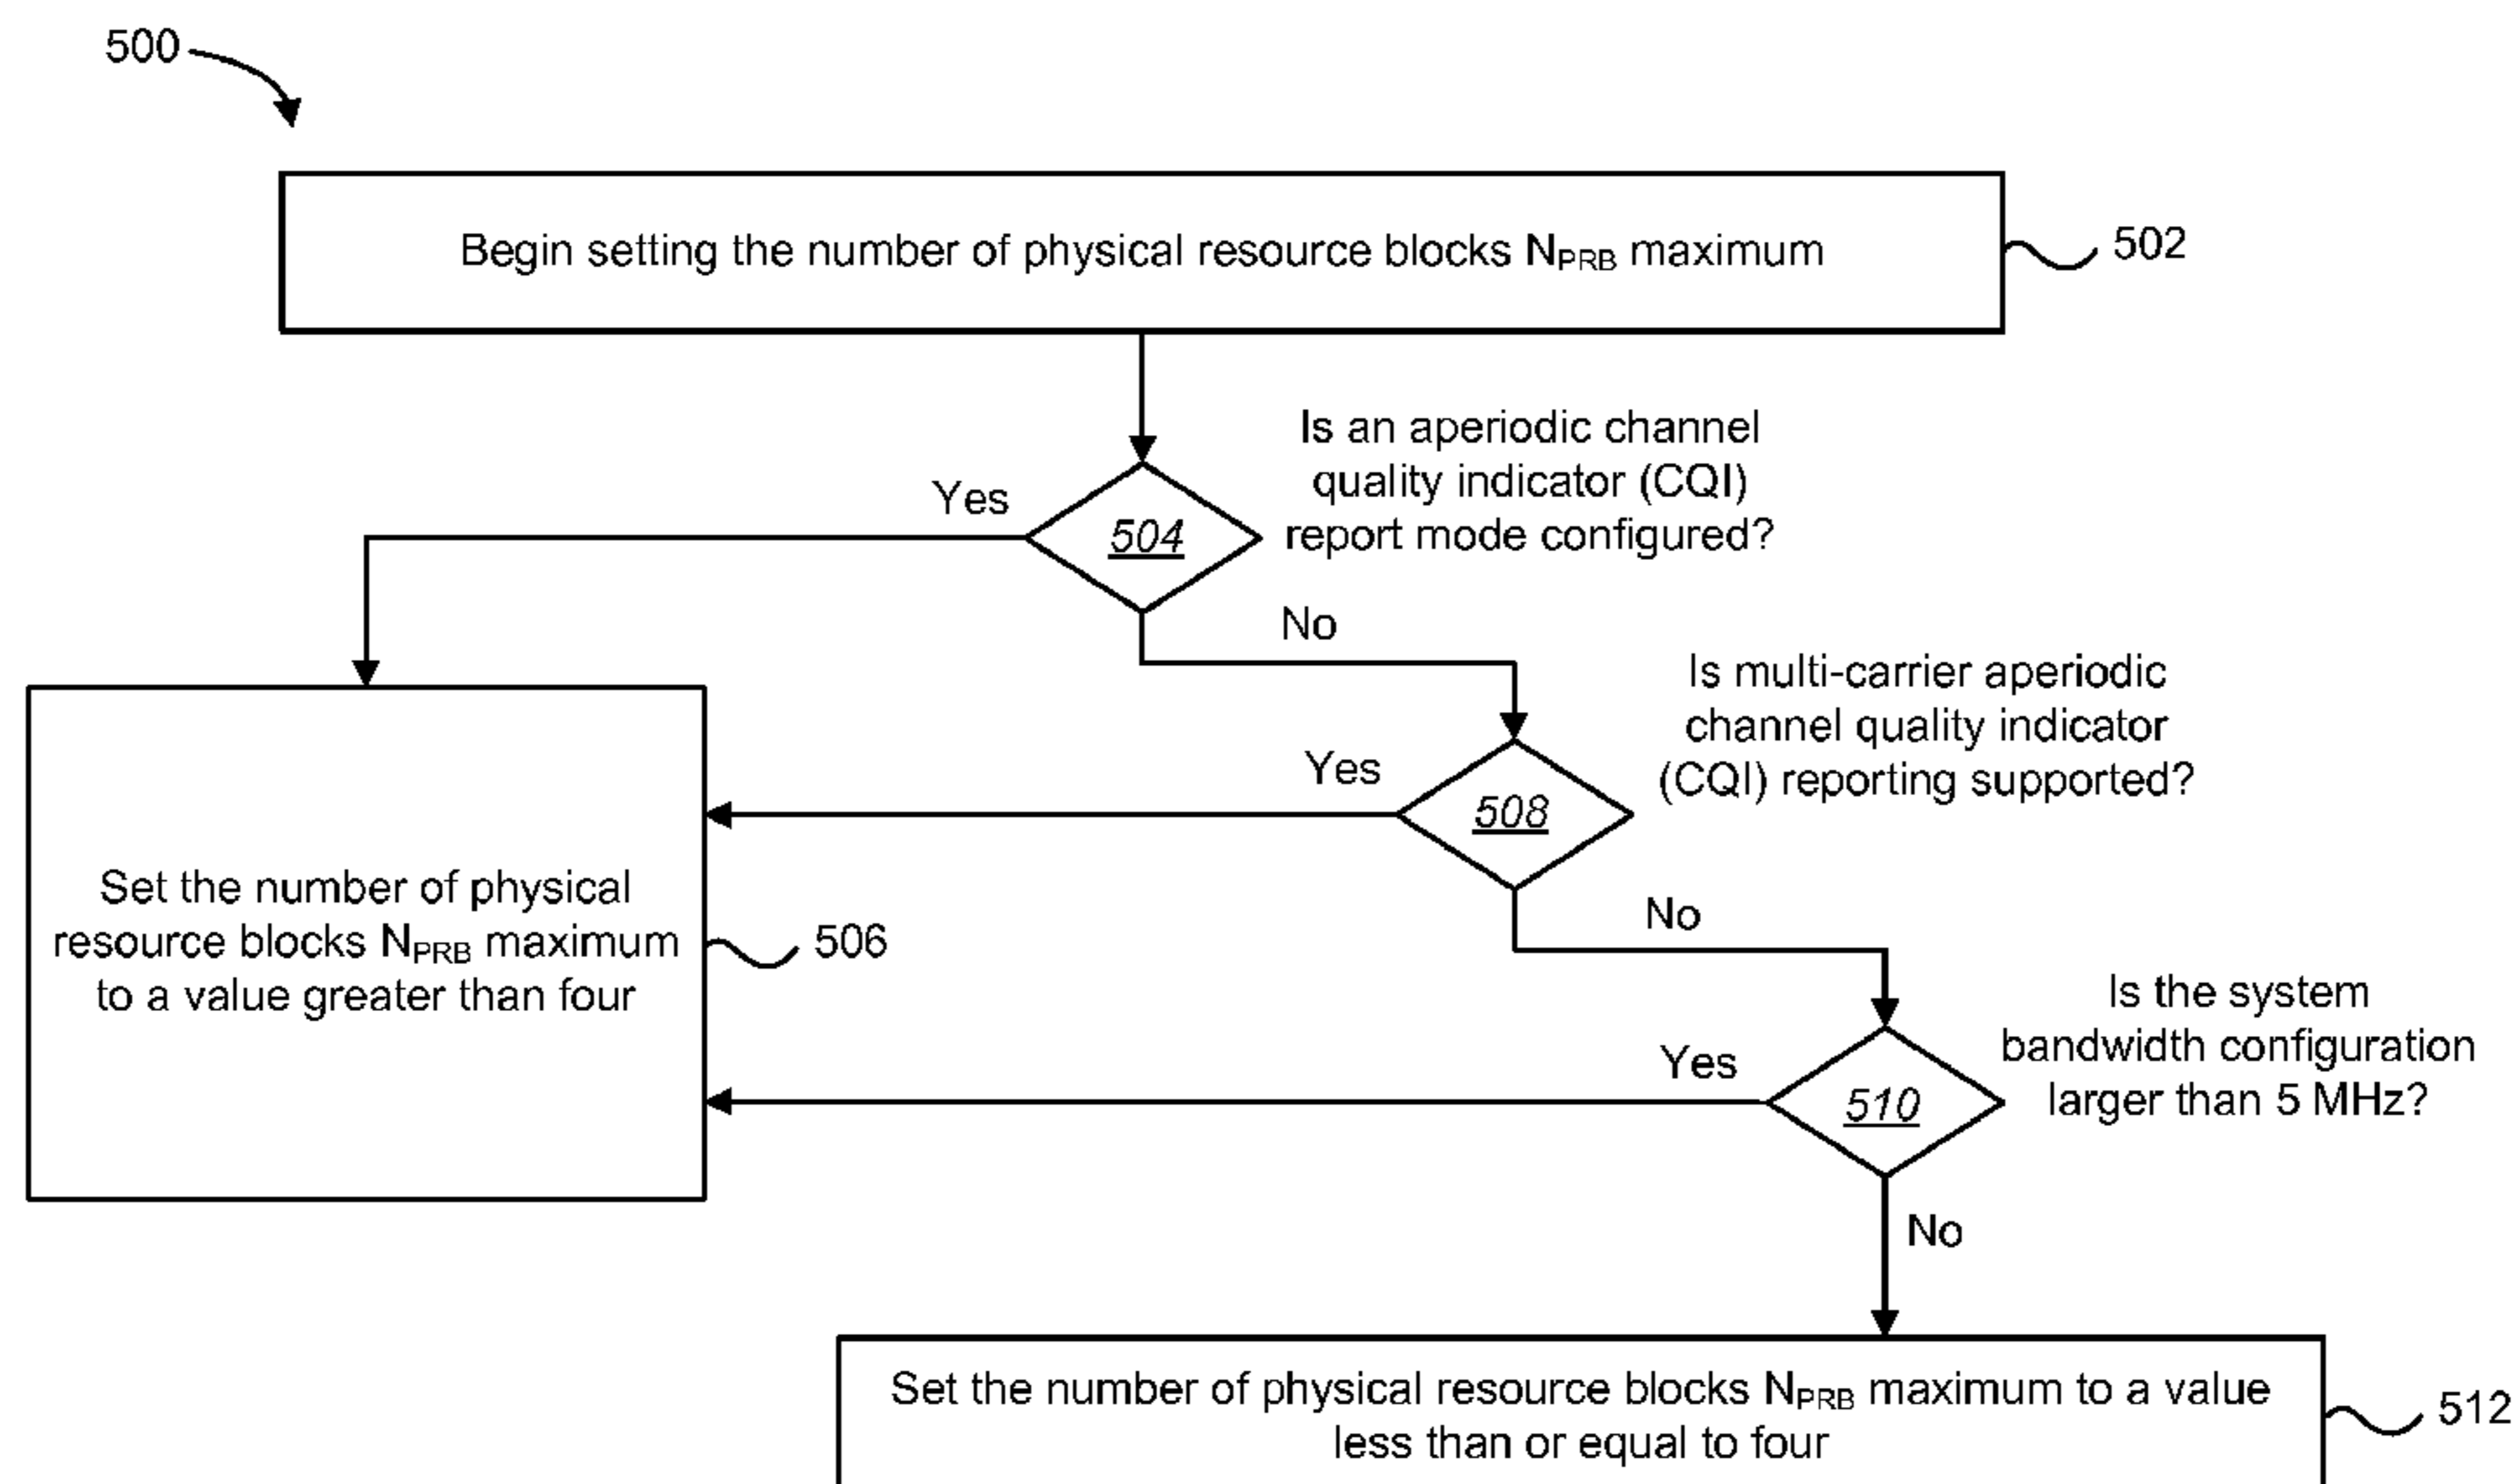 500
Begin setting the number of physical resource blocks NPRB maximum
502
Is an aperiodic channel
quality indicator (CQI)
report mode configured?
Yes
504
No
Is multi-carrier aperiodic
channel quality indicator
(CQI) reporting supported?
Yes
508
Set the number of physical
resource blocks NPRB maximum
to a value greater than four
506
No
Is the system
bandwidth configuration
larger than 5 MHz?
Yes
510
No
Set the number of physical resource blocks NPRB maximum to a value
less than or equal to four
512